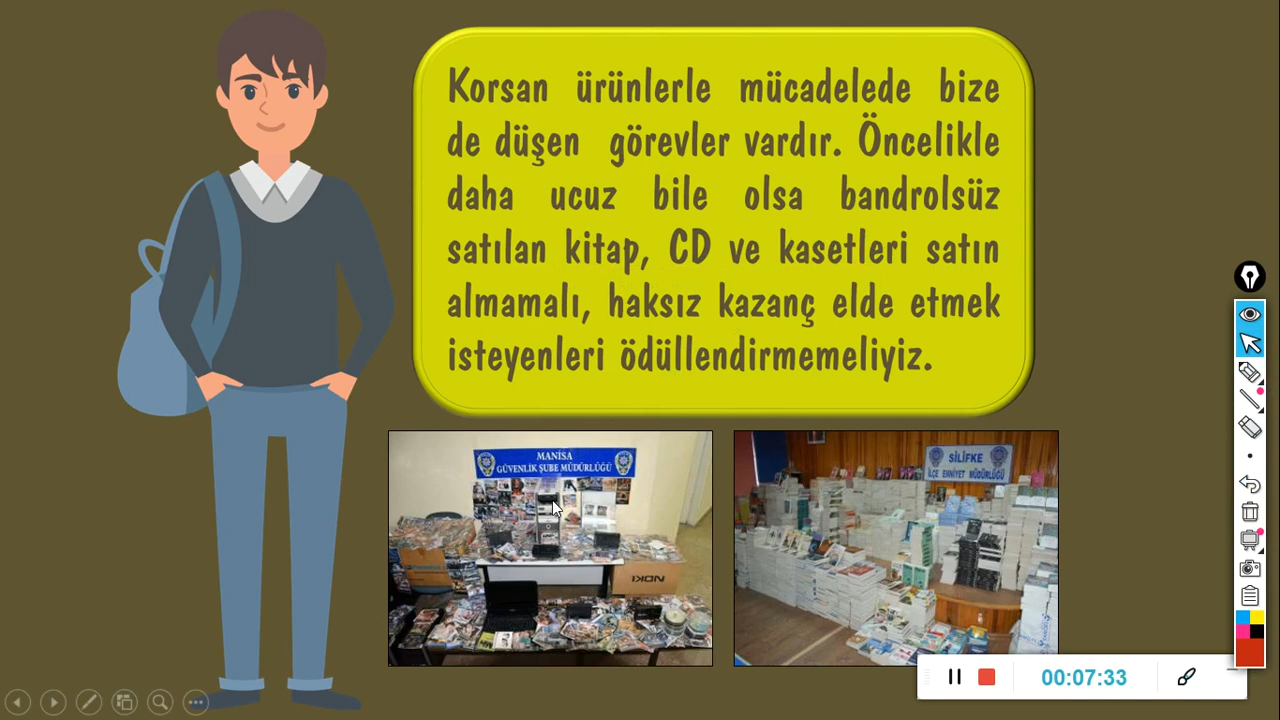 Korsan ürünlerle mücadelede bize
de düşen görevler vardır. Öncelikle
daha ucuz bile olsa bandrolsüz
satılan kitap, CD ve kasetleri satın
almamalı, haksız kazanç elde etmek
isteyenleri ödüllendirmemeliyiz.
MANİSA
GÜVENLİK ŞUBE MÜDÜRLÜĞÜ
SİLİFKE
İLÇE EMNİYET MÜDÜRLÜĞÜ
00:07:33